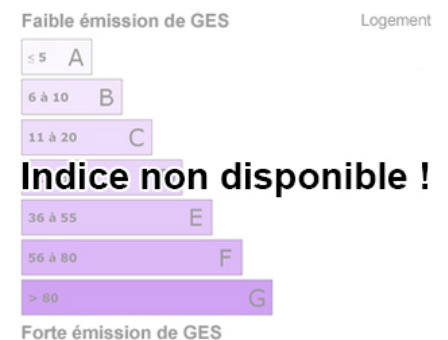 Faible émission de GES
Logement
≤ 5 A
6 à 10 B
11 à 20 C
Indice non disponible !
36 à 55 E
56 à 80 F
> 80 G
Forte émission de GES